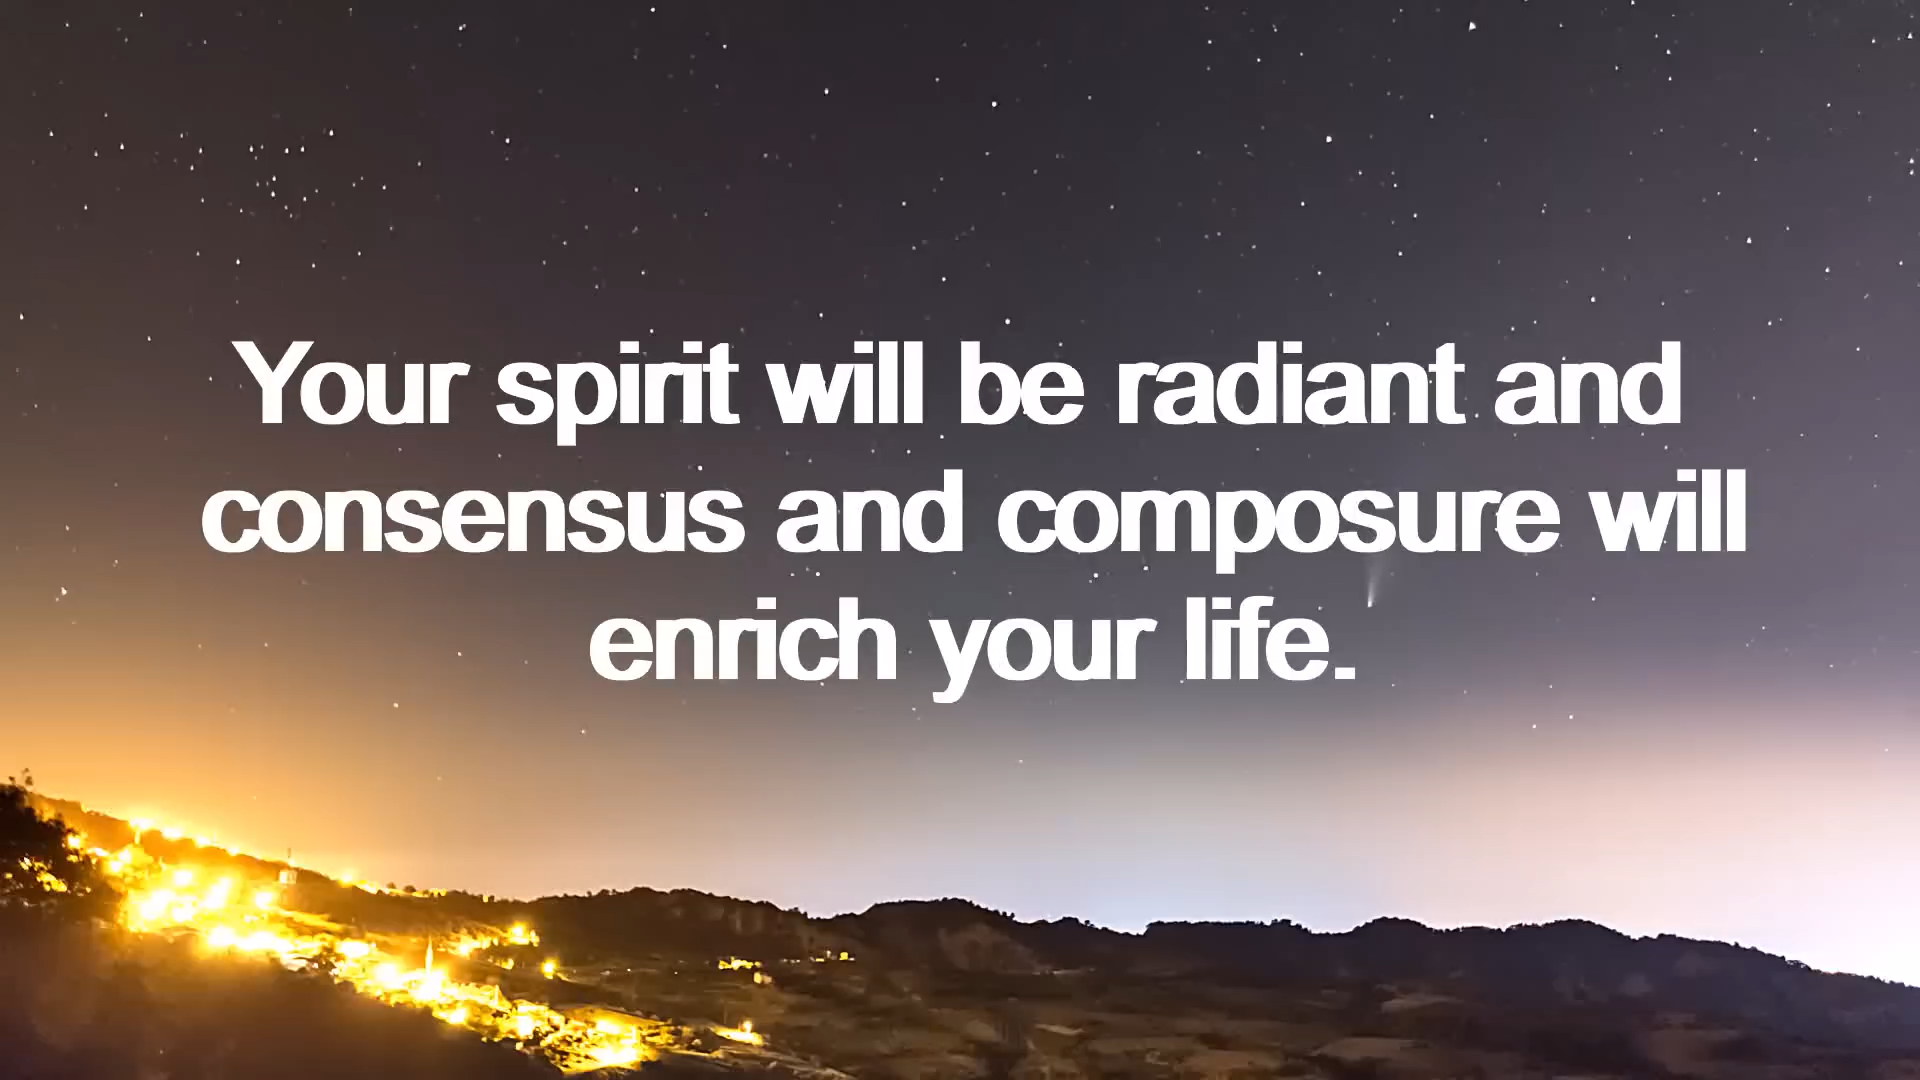 Your spirit will be radiant and
consensus and composure will
enrich your life.